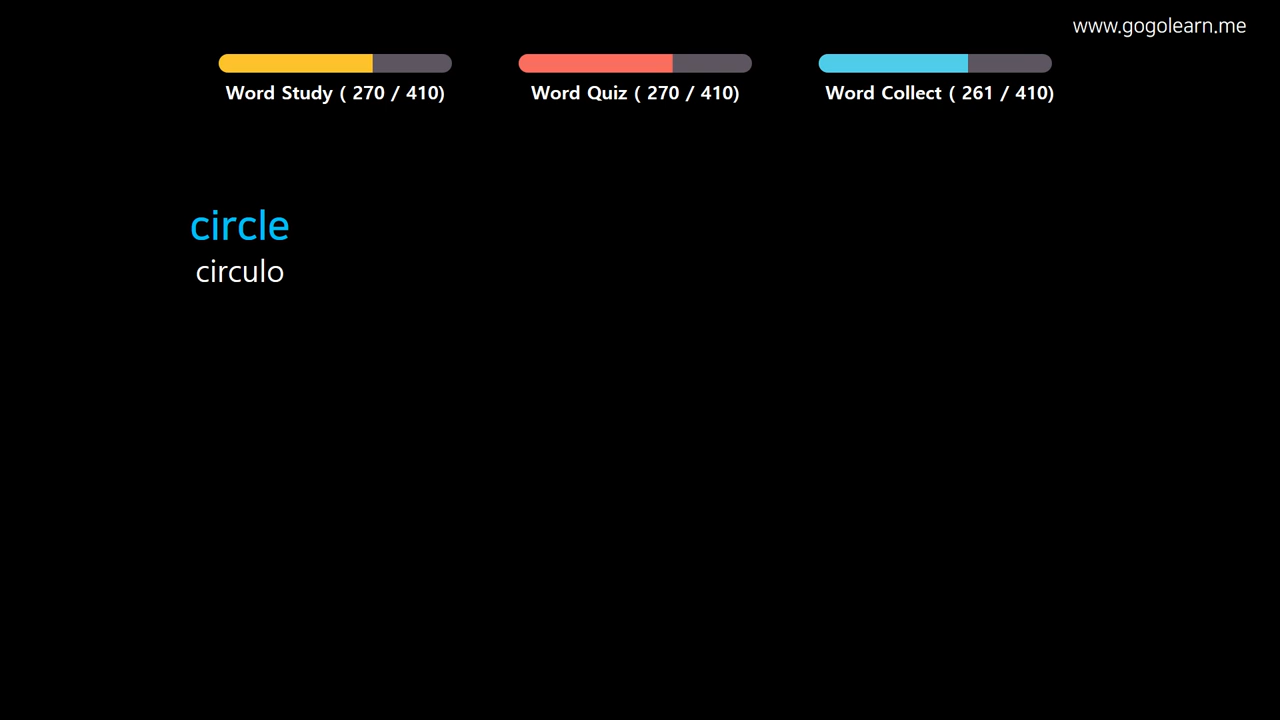 www.gogolearn.me
Word Study ( 270 / 410)
Word Quiz ( 270 / 410)
Word Collect ( 261 / 410)
circle
circulo